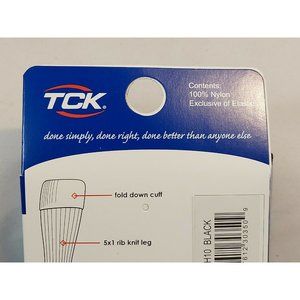 TCK®
Contents:
100% Nylon
Exclusive of Elastic
done simply, done right, done better than anyone else
fold down cuff
5x1 rib knit leg
H10 BLACK